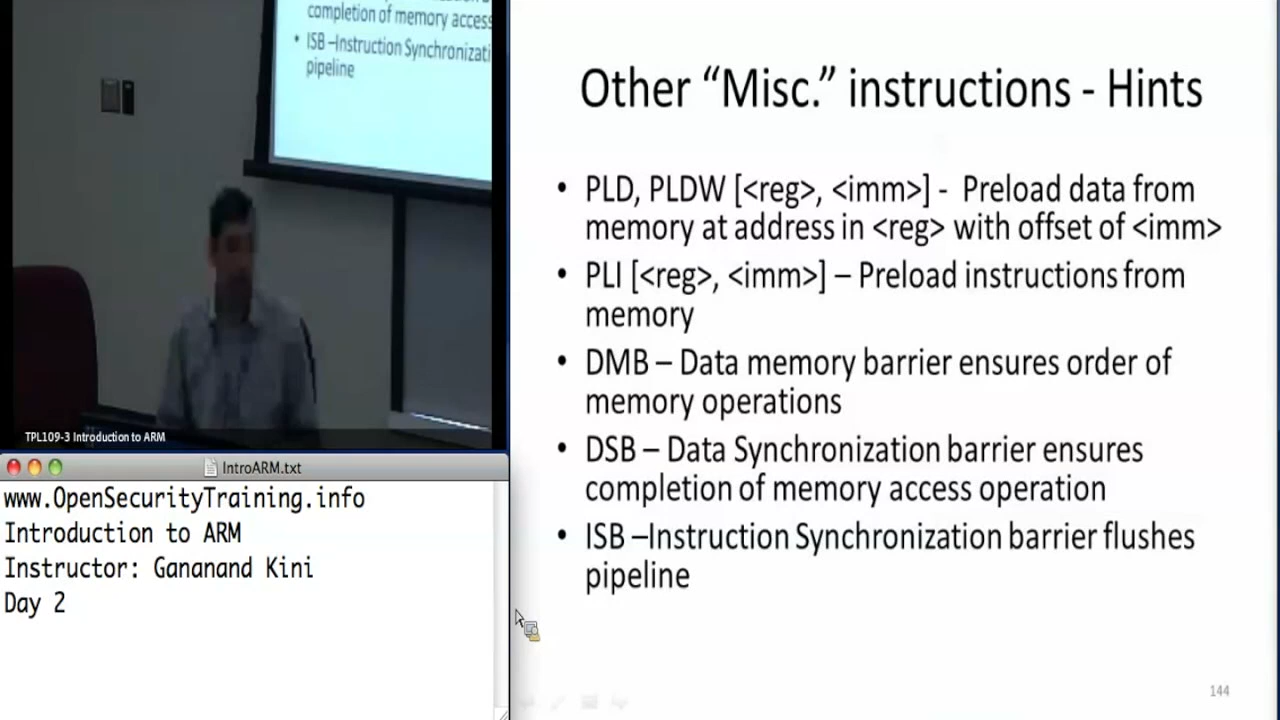 completion of memory access
• ISB –Instruction Synchronizati
pipeline
TPL109-3 Introduction to ARM
IntroARM.txt
www.OpenSecurityTraining.info
Introduction to ARM
Instructor: Gananand Kini
Day 2
Other “Misc.” instructions - Hints
• PLD, PLDW [<reg>, <imm>] - Preload data from
memory at address in <reg> with offset of <imm>
• PLI [<reg>, <imm>] – Preload instructions from
memory
• DMB – Data memory barrier ensures order of
memory operations
• DSB – Data Synchronization barrier ensures
completion of memory access operation
• ISB –Instruction Synchronization barrier flushes
pipeline
144